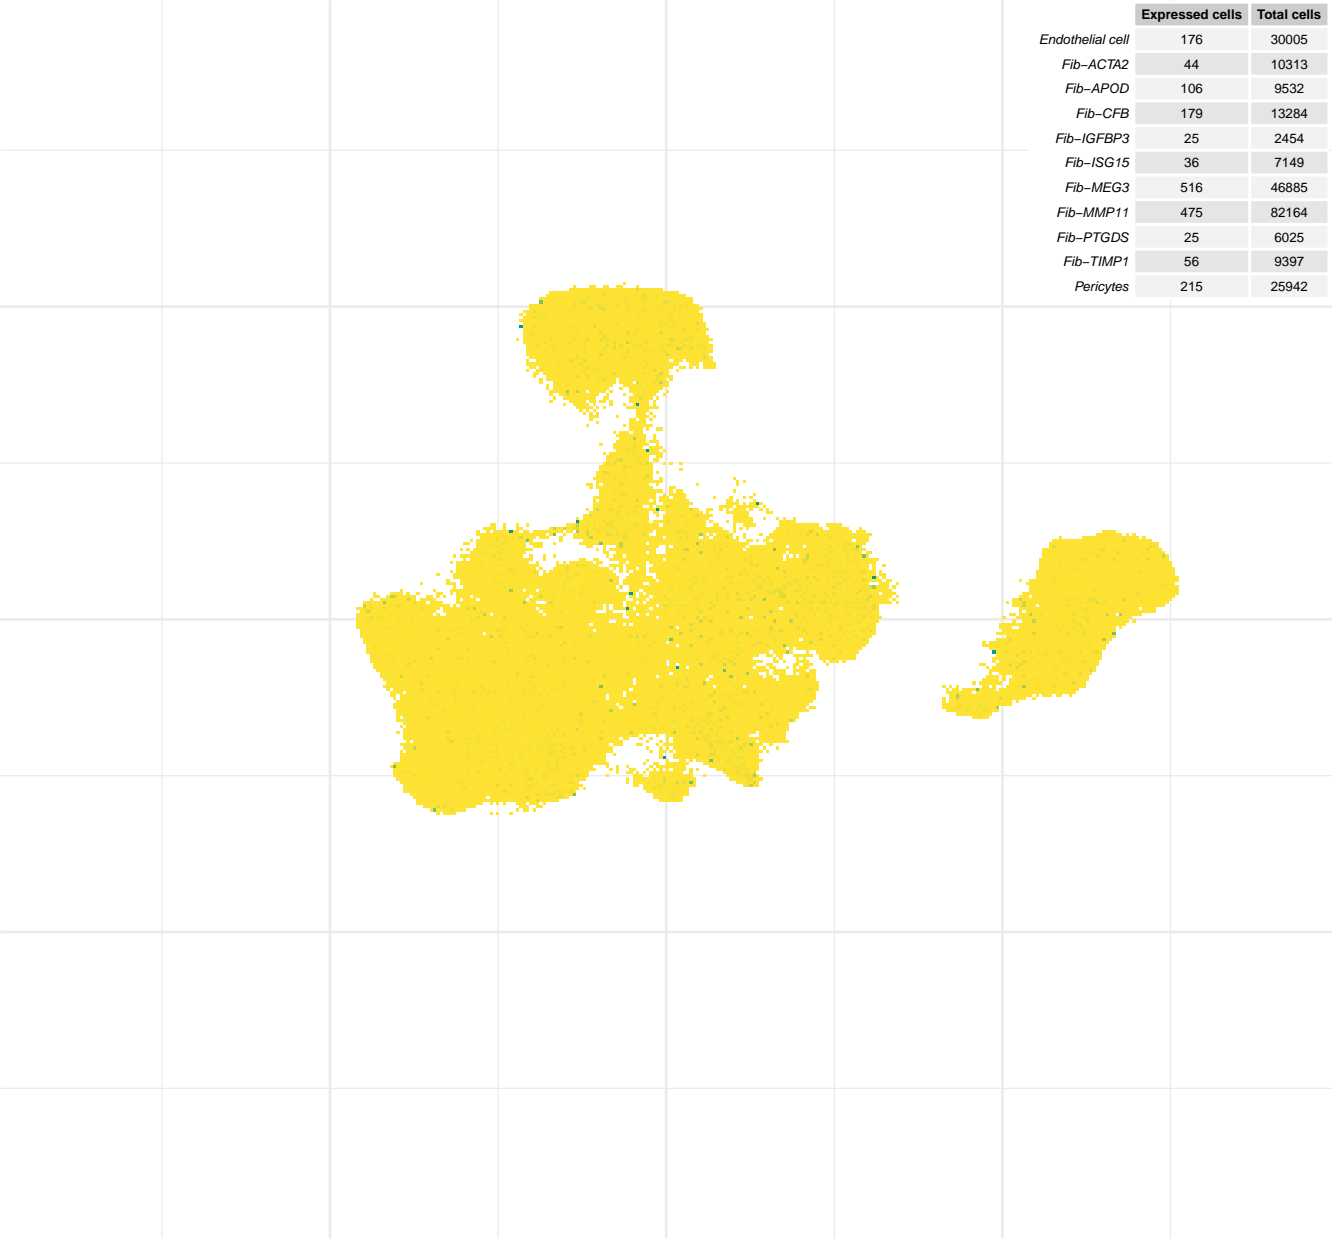 Expressed cells Total cells
Endothelial cell 176 30005
Fib−ACTA2 44 10313
Fib−APOD 106 9532
Fib−CFB 179 13284
Fib−IGFBP3 25 2454
Fib−ISG15 36 7149
Fib−MEG3 516 46885
Fib−MMP11 475 82164
Fib−PTGDS 25 6025
Fib−TIMP1 56 9397
Pericytes 215 25942